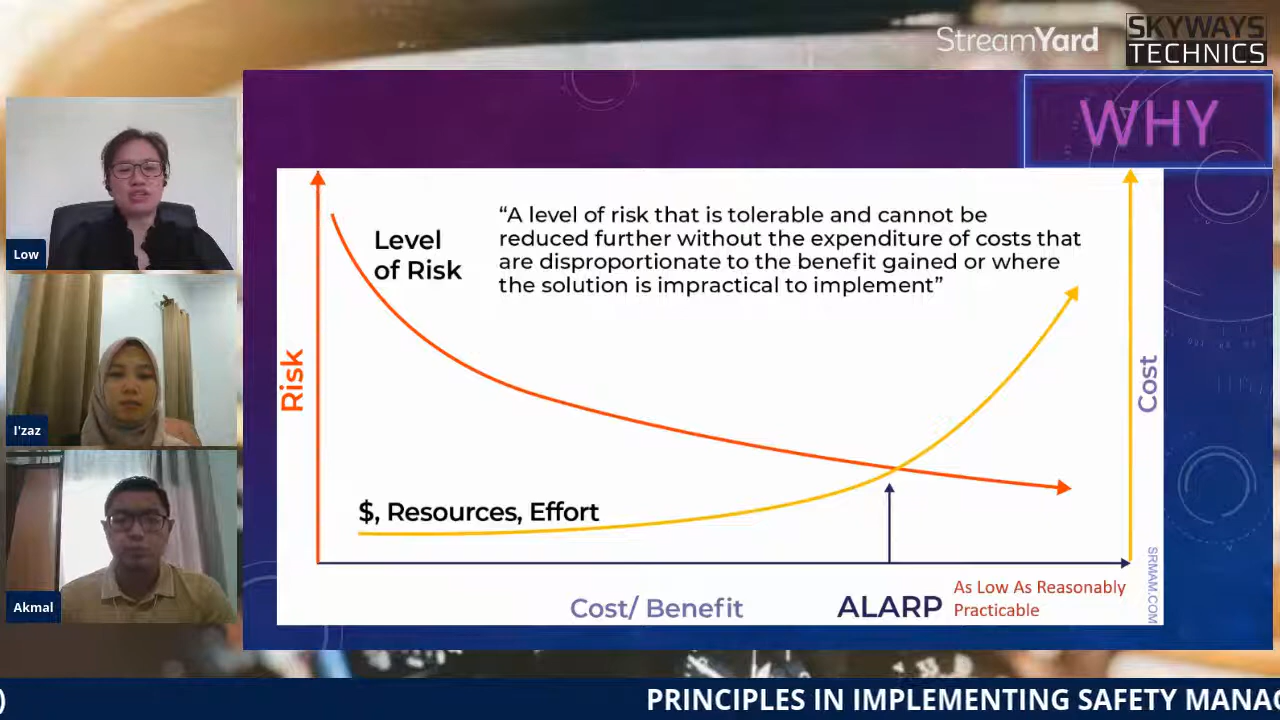 StreamYard
SKYWAYS
TECHNICS
WHY
Low
I'zaz
Akmal
Level
of Risk
“A level of risk that is tolerable and cannot be
reduced further without the expenditure of costs that
are disproportionate to the benefit gained or where
the solution is impractical to implement”
Risk
Cost
$, Resources, Effort
Cost/ Benefit
ALARP
As Low As Reasonably
Practicable
SRMAM.COM
) PRINCIPLES IN IMPLEMENTING SAFETY MANAG